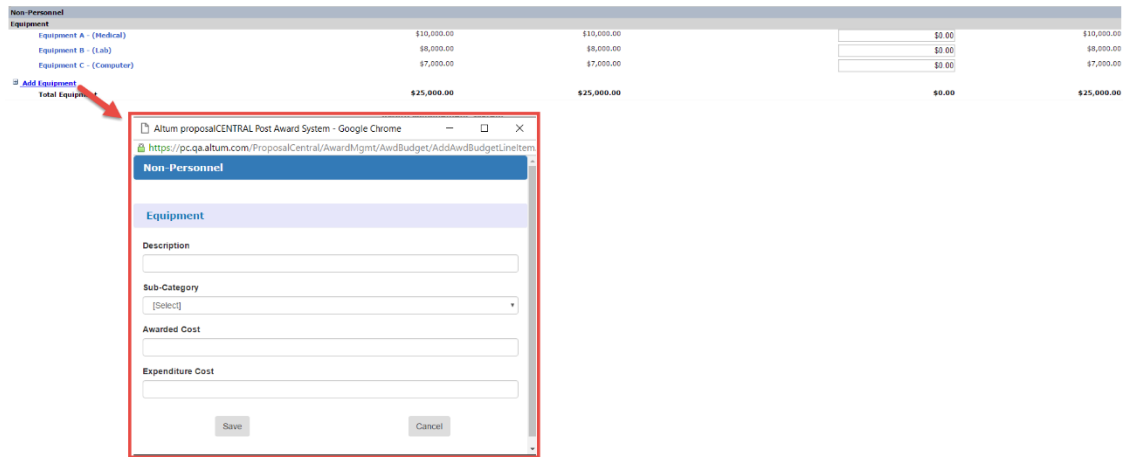 Non-Personnel
Equipment
Equipment A - (Medical) $10,000.00 $10,000.00 $0.00 $10,000.00
Equipment B - (Lab) $8,000.00 $8,000.00 $0.00 $8,000.00
Equipment C - (Computer) $7,000.00 $7,000.00 $0.00 $7,000.00
Add Equipment
Total Equipment $25,000.00 $25,000.00 $0.00 $25,000.00
Altum proposalCENTRAL Post Award System - Google Chrome
https://pc.qa.altum.com/ProposalCentral/AwardMgmt/AwdBudget/AddAwdBudgetLineItem.
Non-Personnel
Equipment
Description
Sub-Category
[Select]
Awarded Cost
Expenditure Cost
Save Cancel